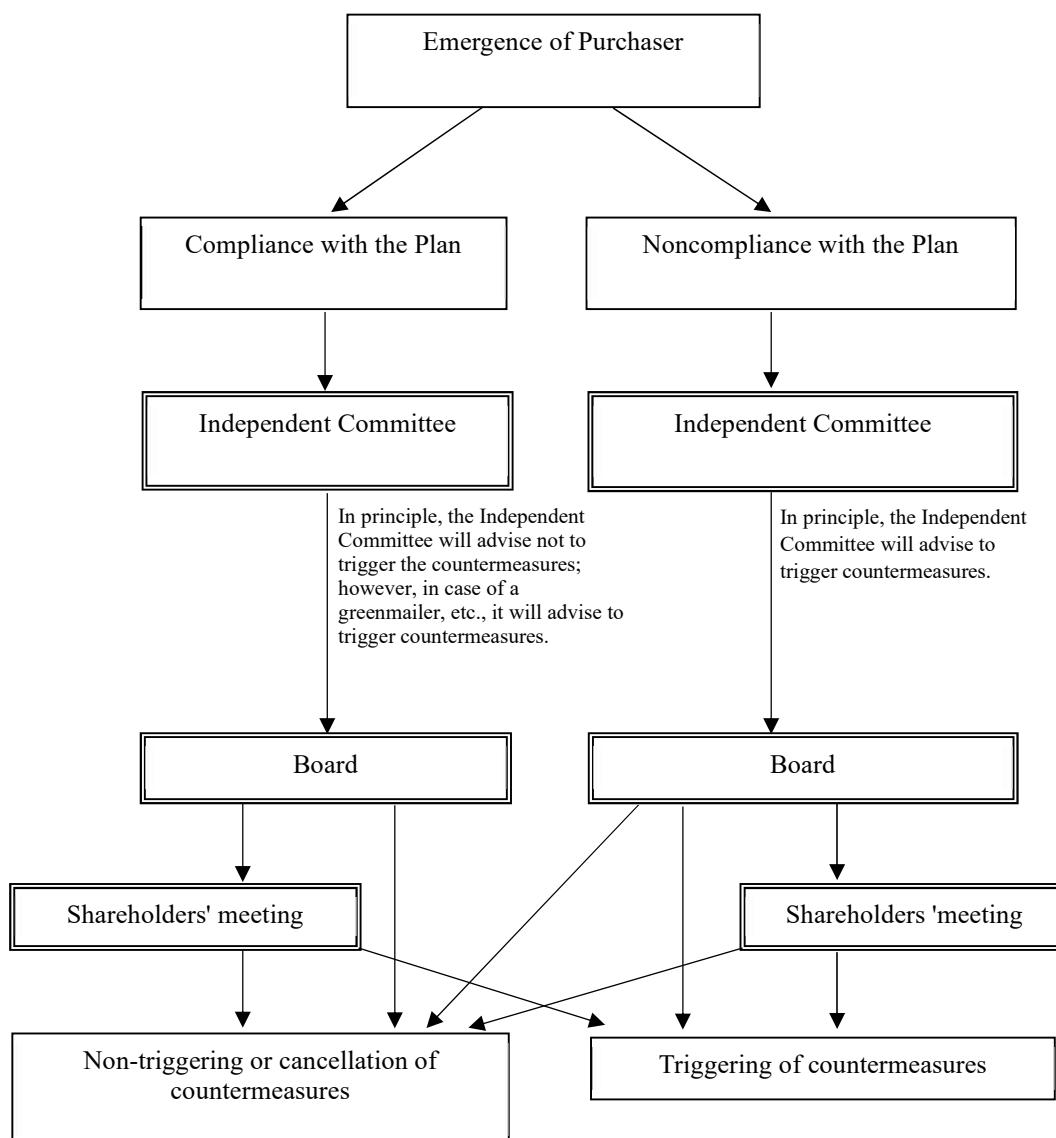 Emergence of Purchaser
Compliance with the Plan
Noncompliance with the Plan
Independent Committee
Independent Committee
In principle, the Independent
Committee will advise not to
trigger the countermeasures;
however, in case of a
greenmailer, etc., it will advise to
trigger countermeasures.
In principle, the Independent
Committee will advise to
trigger countermeasures.
Board
Board
Shareholders' meeting
Shareholders 'meeting
Non-triggering or cancellation of
countermeasures
Triggering of countermeasures